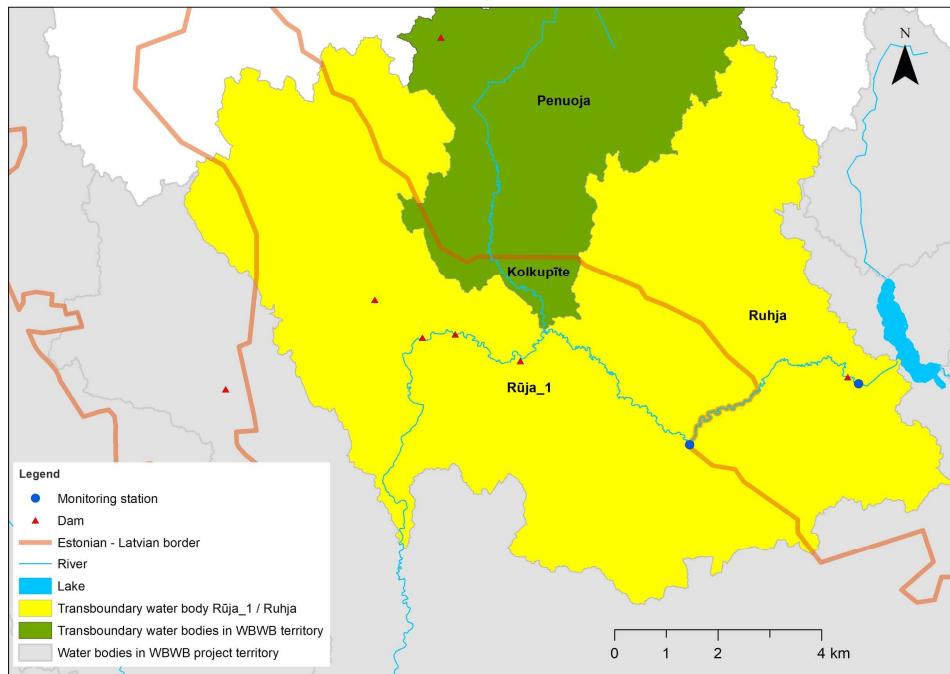 N
Penuoja
Kolkupīte
Ruhja
Rūja_1
Legend
Monitoring station
Dam
Estonian - Latvian border
River
Lake
Transboundary water body Rūja_1 / Ruhja
Transboundary water bodies in WBWB territory
Water bodies in WBWB project territory
0 2 4 km